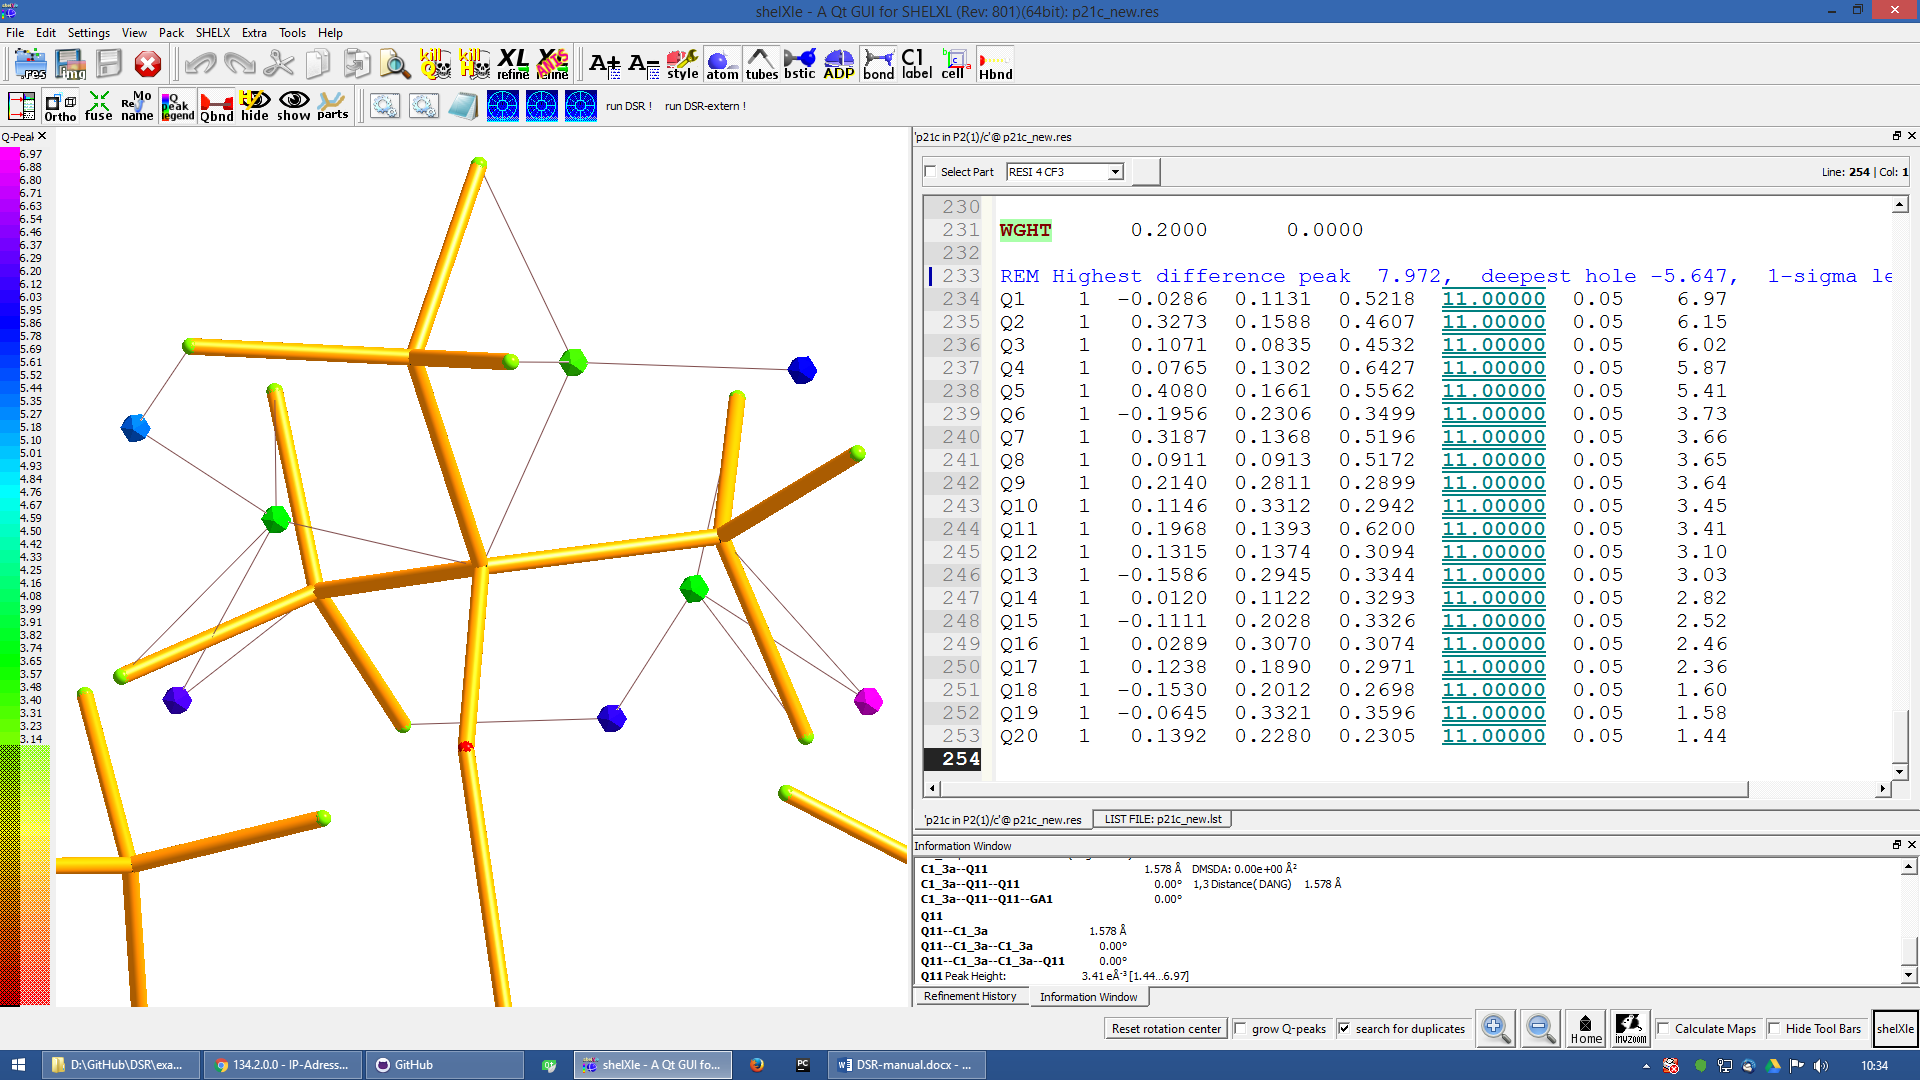 shelXle - A Qt GUI for SHELXL (Rev: 801)(64bit): p21c_new.res
File Edit Settings View Pack SHELX Extra Tools Help
.res img kill Q kill H XL refine refine A+ A- style atom tubes bstic ADP bond C1 label cell Hbnd
Ortho fuse ReMo name Q peak legend Qbnd hide show parts run DSR ! run DSR-extern !
Q-Peak
6.97
6.88
6.80
6.71
6.63
6.54
6.46
6.37
6.29
6.20
6.12
6.03
5.95
5.86
5.78
5.69
5.61
5.52
5.44
5.35
5.27
5.18
5.10
5.01
4.93
4.84
4.76
4.67
4.59
4.50
4.42
4.33
4.25
4.16
4.08
3.99
3.91
3.82
3.74
3.65
3.57
3.48
3.40
3.31
3.23
3.14
'p21c in P2(1)/c'@ p21c_new.res
Select Part RESI 4 CF3 Line: 254 | Col: 1
230
231 WGHT 0.2000 0.0000
232
233 REM Highest difference peak 7.972, deepest hole -5.647, 1-sigma le
234 Q1 1 -0.0286 0.1131 0.5218 11.00000 0.05 6.97
235 Q2 1 0.3273 0.1588 0.4607 11.00000 0.05 6.15
236 Q3 1 0.1071 0.0835 0.4532 11.00000 0.05 6.02
237 Q4 1 0.0765 0.1302 0.6427 11.00000 0.05 5.87
238 Q5 1 0.4080 0.1661 0.5562 11.00000 0.05 5.41
239 Q6 1 -0.1956 0.2306 0.3499 11.00000 0.05 3.73
240 Q7 1 0.3187 0.1368 0.5196 11.00000 0.05 3.66
241 Q8 1 0.0911 0.0913 0.5172 11.00000 0.05 3.65
242 Q9 1 0.2140 0.2811 0.2899 11.00000 0.05 3.64
243 Q10 1 0.1146 0.3312 0.2942 11.00000 0.05 3.45
244 Q11 1 0.1968 0.1393 0.6200 11.00000 0.05 3.41
245 Q12 1 0.1315 0.1374 0.3094 11.00000 0.05 3.10
246 Q13 1 -0.1586 0.2945 0.3344 11.00000 0.05 3.03
247 Q14 1 0.0120 0.1122 0.3293 11.00000 0.05 2.82
248 Q15 1 -0.1111 0.2028 0.3326 11.00000 0.05 2.52
249 Q16 1 0.0289 0.3070 0.3074 11.00000 0.05 2.46
250 Q17 1 0.1238 0.1890 0.2971 11.00000 0.05 2.36
251 Q18 1 -0.1530 0.2012 0.2698 11.00000 0.05 1.60
252 Q19 1 -0.0645 0.3321 0.3596 11.00000 0.05 1.58
253 Q20 1 0.1392 0.2280 0.2305 11.00000 0.05 1.44
254
'p21c in P2(1)/c'@ p21c_new.res LIST FILE: p21c_new.lst
Information Window
C1_3a--Q11 1.578 Å DMSDA: 0.00e+00 Å²
C1_3a--Q11--Q11 0.00° 1,3 Distance( DANG) 1.578 Å
C1_3a--Q11--Q11--GA1 0.00°
Q11
Q11--C1_3a 1.578 Å
Q11--C1_3a--C1_3a 0.00°
Q11--C1_3a--C1_3a--Q11 0.00°
Q11 Peak Height: 3.41 eÅ⁻³ [1.44...6.97]
Refinement History Information Window
Reset rotation center grow Q-peaks search for duplicates Home invzoom Calculate Maps Hide Tool Bars shelXle
D:\GitHub\DSR\exa... 134.2.0.0 - IP-Adress... GitHub shelXle - A Qt GUI fo... PC DSR-manual.docx - ... 10:34